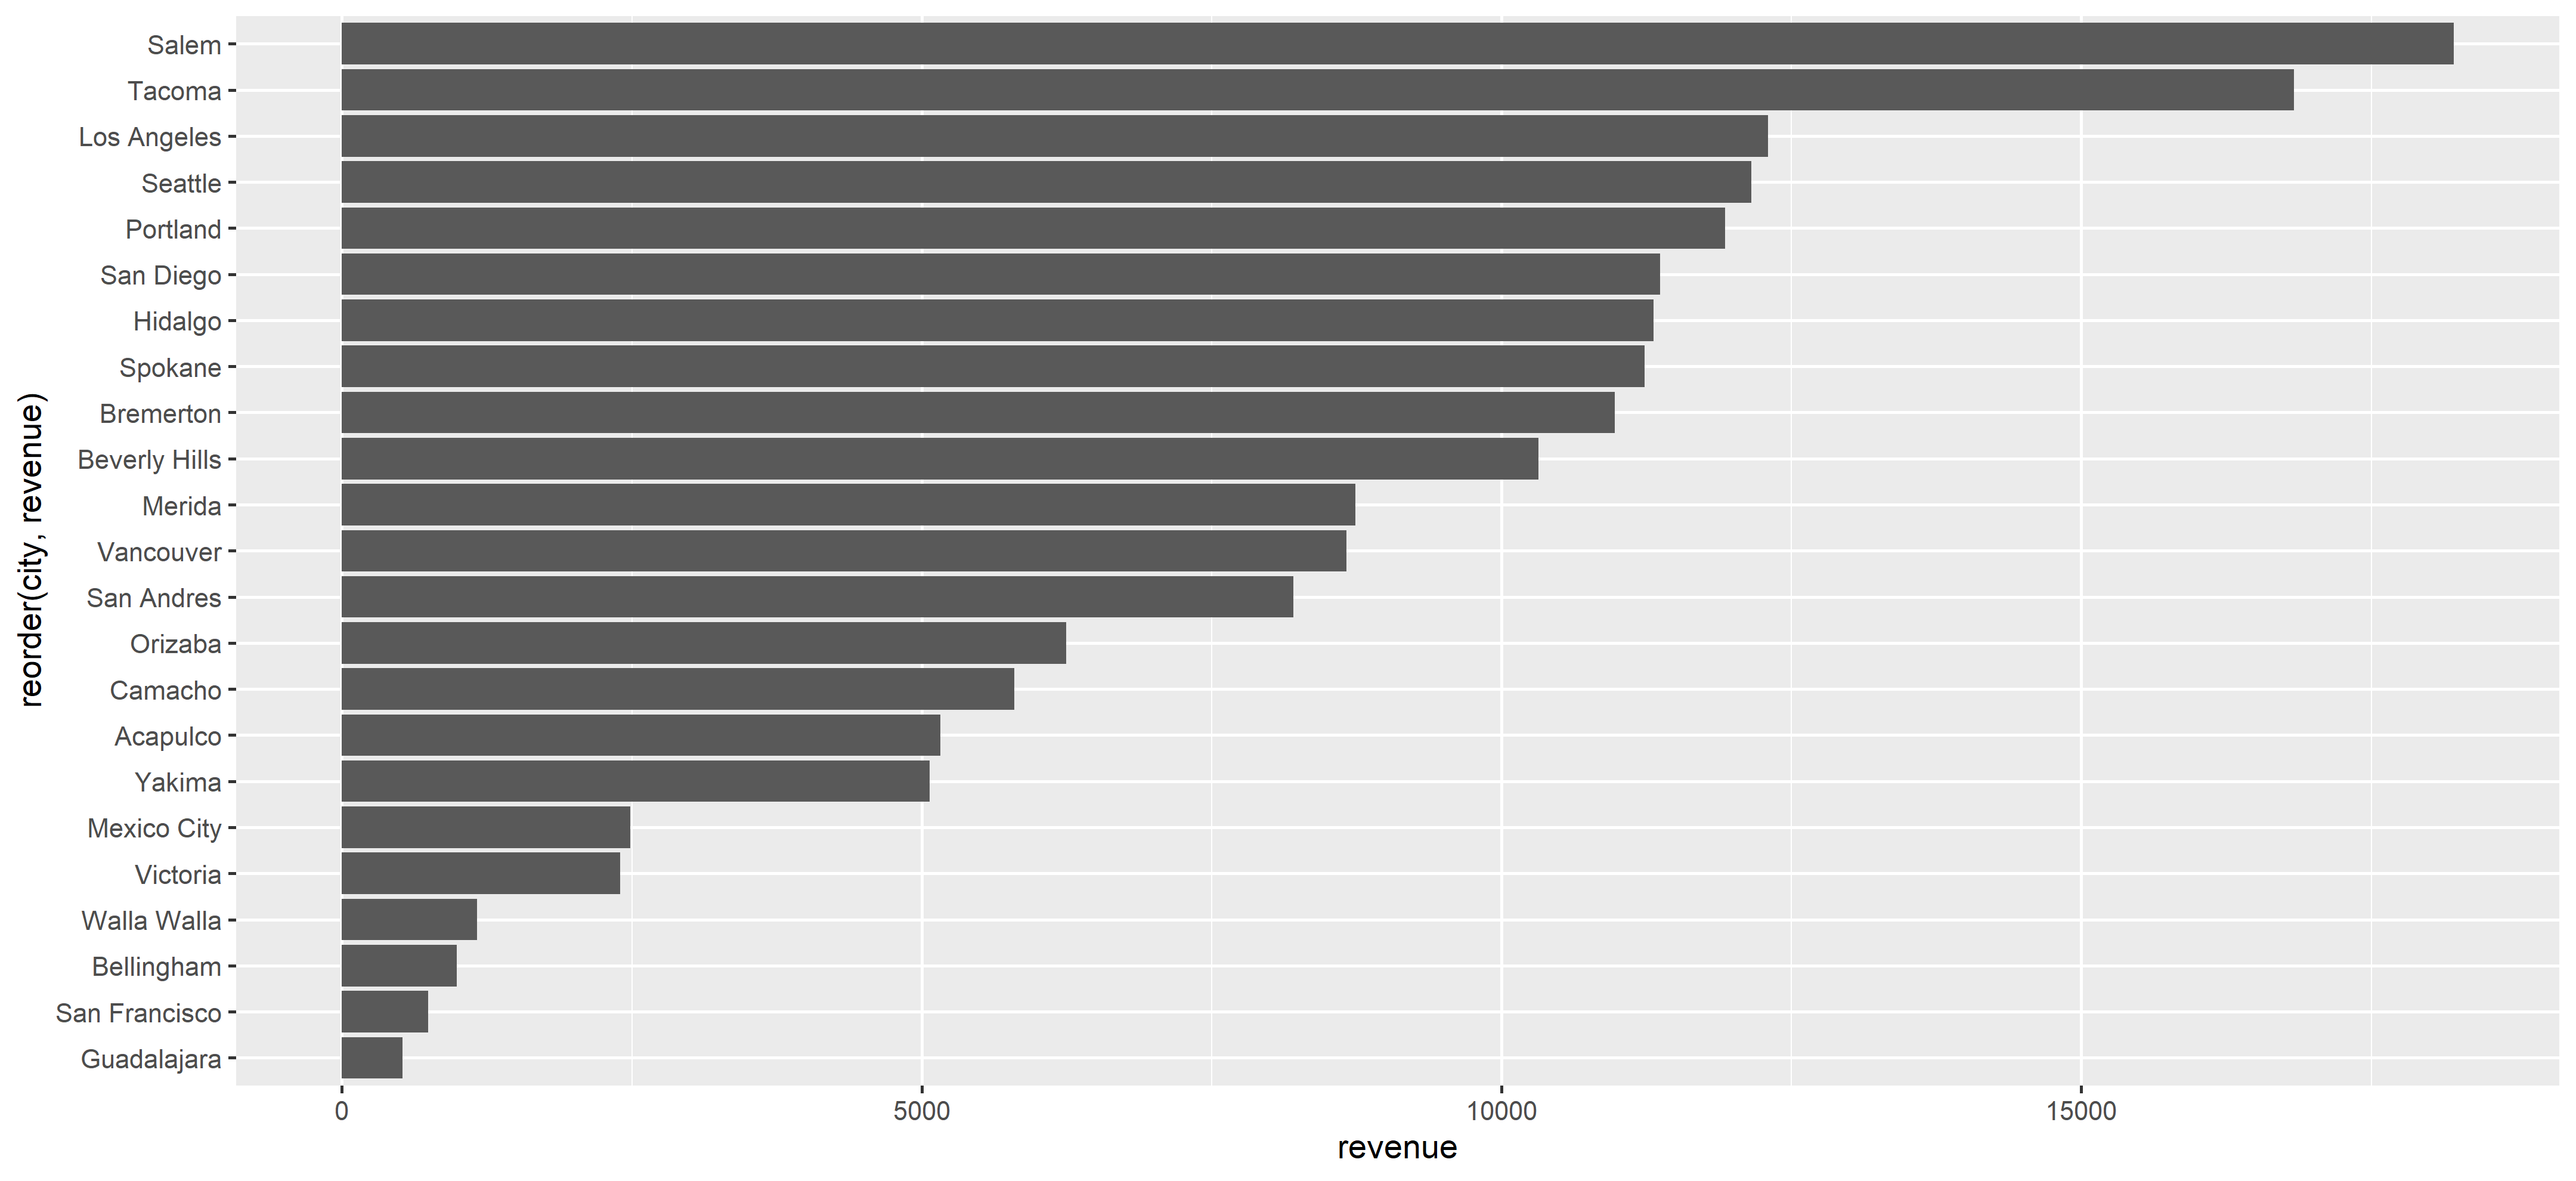 Salem
Tacoma
Los Angeles
Seattle
Portland
San Diego
Hidalgo
Spokane
Bremerton
Beverly Hills
Merida
Vancouver
San Andres
Orizaba
Camacho
Acapulco
Yakima
Mexico City
Victoria
Walla Walla
Bellingham
San Francisco
Guadalajara
reorder(city, revenue)
0 5000 10000 15000
revenue